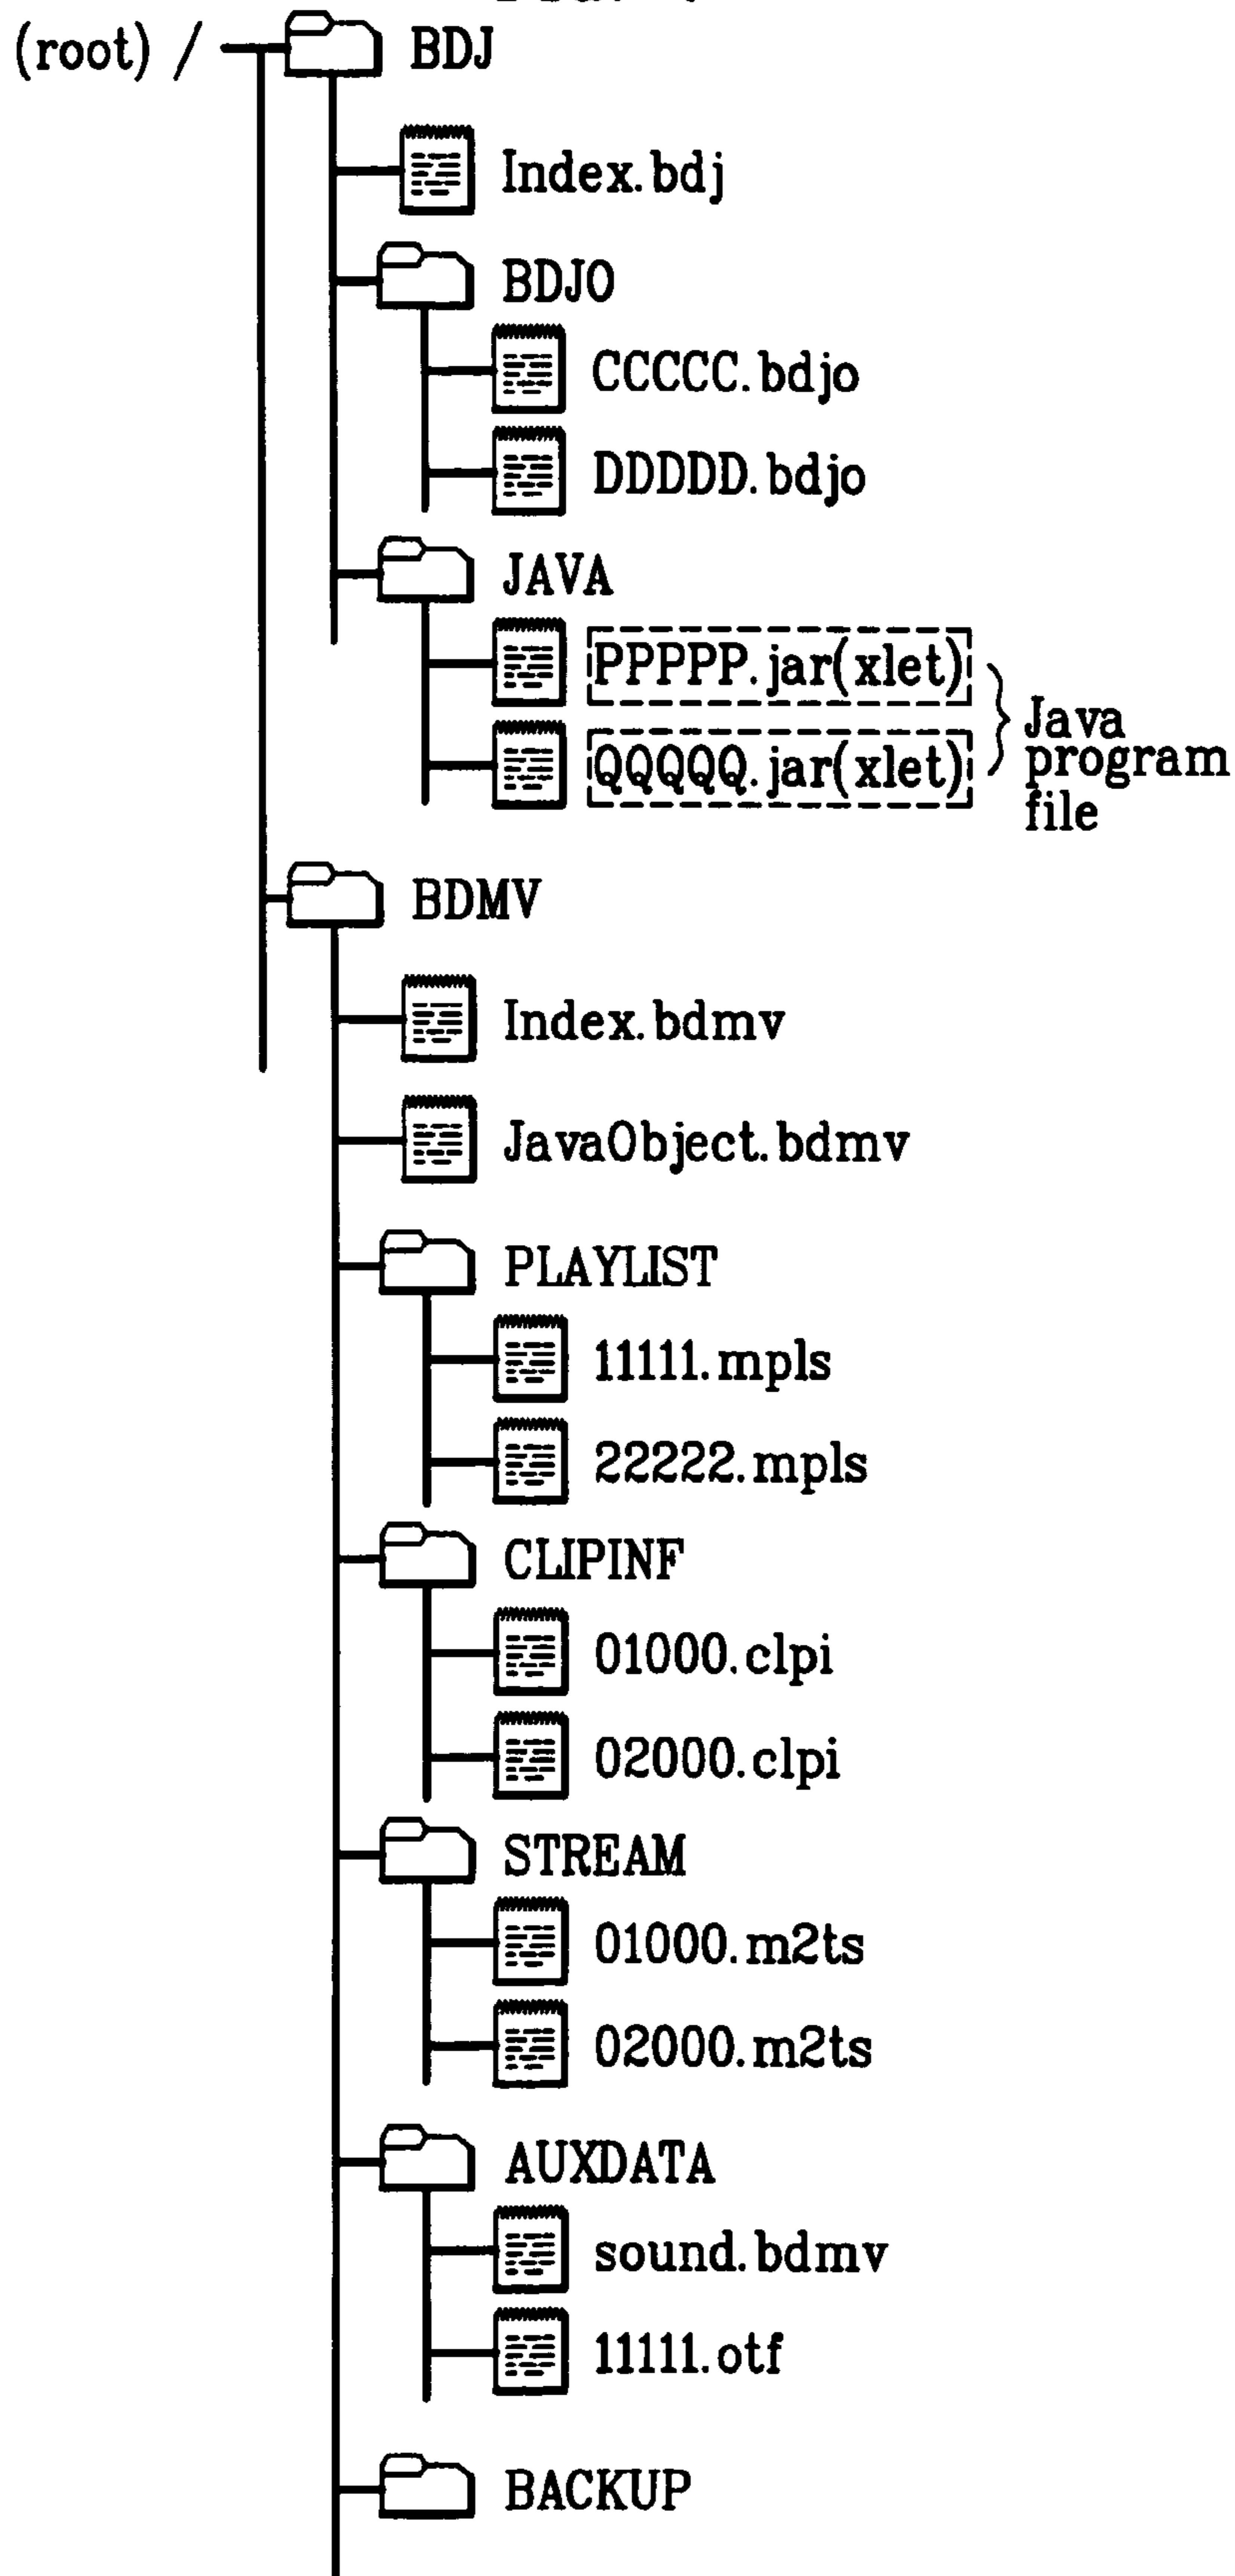 (root) / BDJ
Index.bdj
BDJO
CCCCC.bdjo
DDDDD.bdjo
JAVA
PPPPP.jar(xlet)
QQQQQ.jar(xlet)
Java
program
file
BDMV
Index.bdmv
JavaObject.bdmv
PLAYLIST
11111.mpls
22222.mpls
CLIPINF
01000.clpi
02000.clpi
STREAM
01000.m2ts
02000.m2ts
AUXDATA
sound.bdmv
11111.otf
BACKUP